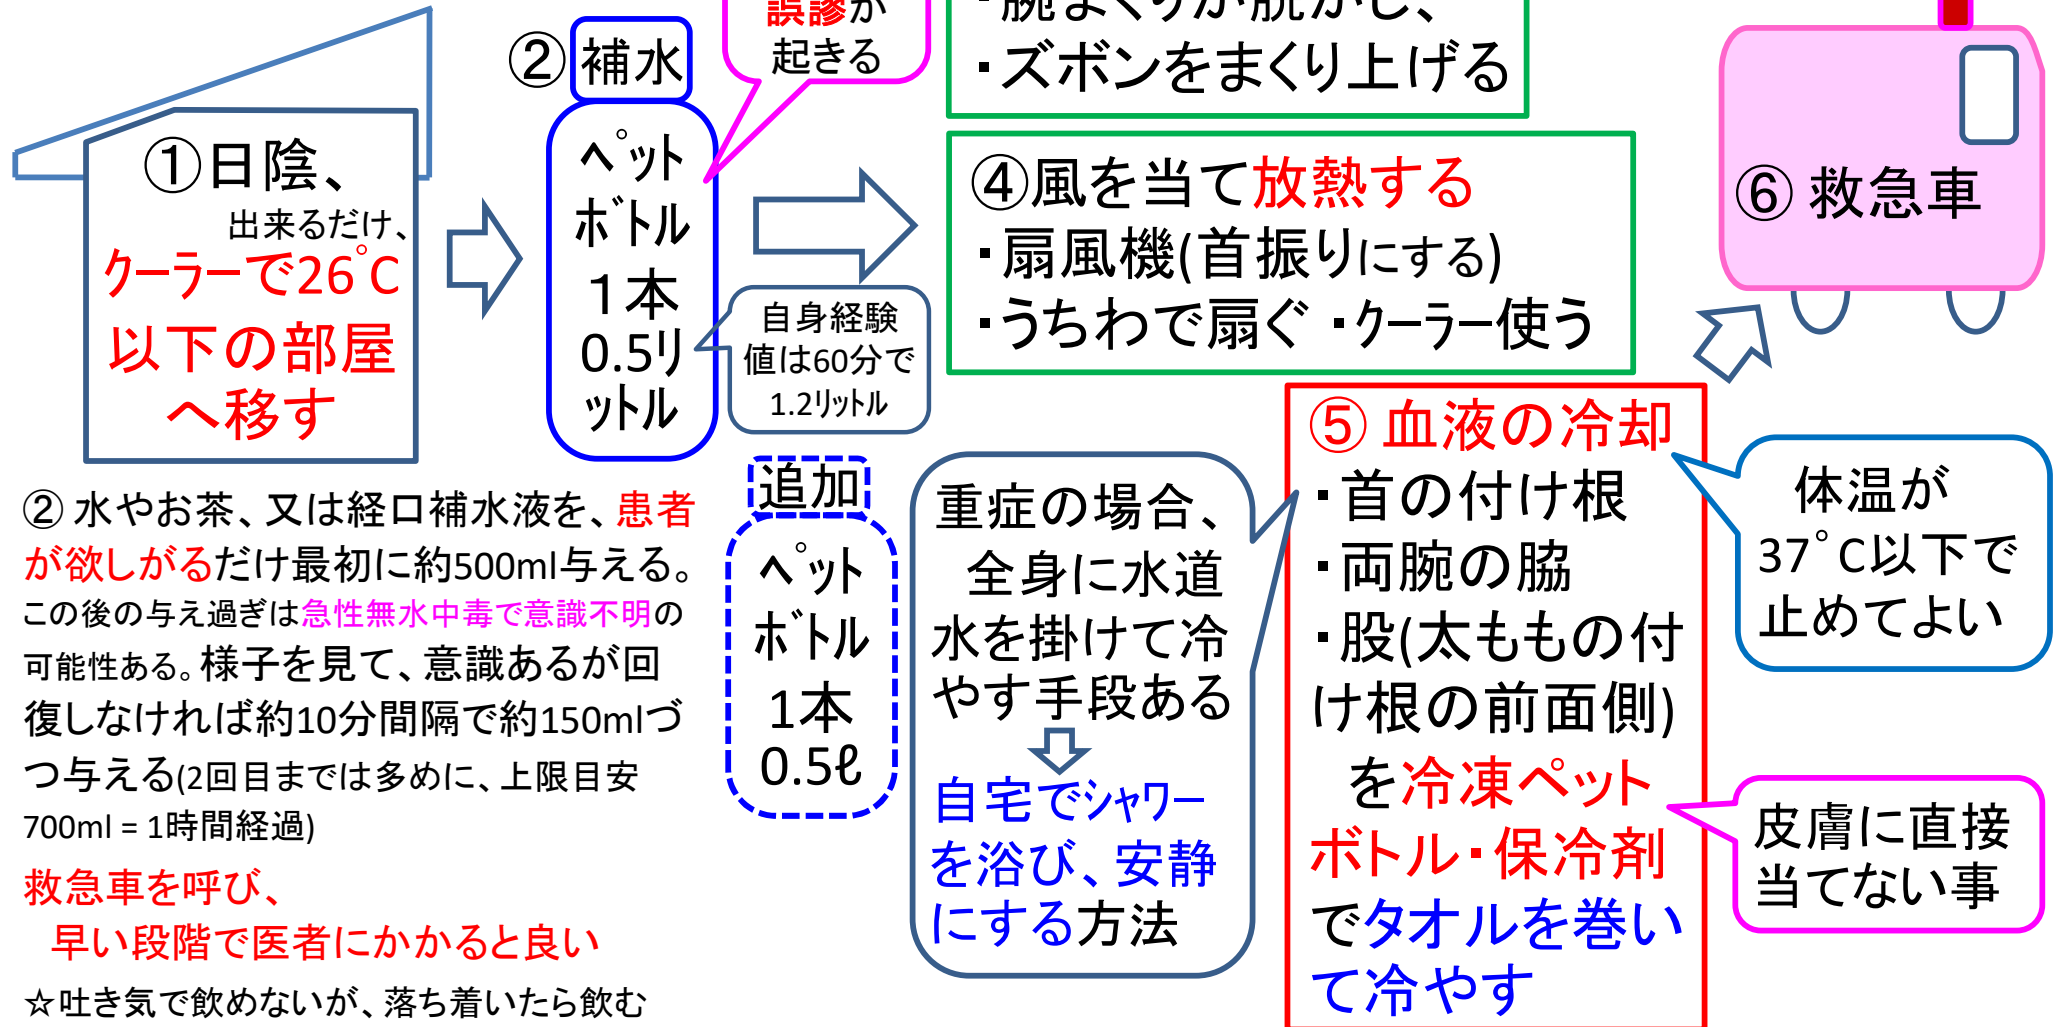 誤謬が
起きる
・腕まくりか脱がし、
・ズボンをまくり上げる
②補水
ペット
ボトル
1本
0.5リ
ットル
自身経験
値は60分で
1.2リットル
①日陰、
出来るだけ、
クーラーで26°C
以下の部屋
へ移す
④風を当て放熱する
・扇風機(首振りにする)
・うちわで扇ぐ・クーラー使う
⑥救急車
②水やお茶、又は経口補水液を、患者
が欲しがるだけ最初に約500ml与える。
この後の与え過ぎは急性無水中毒で意識不明の
可能性ある。様子を見て、意識あるが回
復しなければ約10分間隔で約150mlづ
つ与える(2回目までは多めに、上限目安
700ml = 1時間経過)
救急車を呼び、
早い段階で医者にかかると良い
☆吐き気で飲めないが、落ち着いたら飲む
追加
ペット
ボトル
1本
0.5ℓ
重症の場合、
全身に水道
水を掛けて冷
やす手段ある
自宅でシャワー
を浴び、安静
にする方法
⑤血液の冷却
・首の付け根
・両腕の脇
・股(太ももの付
け根の前面側)
を冷凍ペット
ボトル・保冷剤
でタオルを巻い
て冷やす
体温が
37°C以下で
止めてよい
皮膚に直接
当てない事